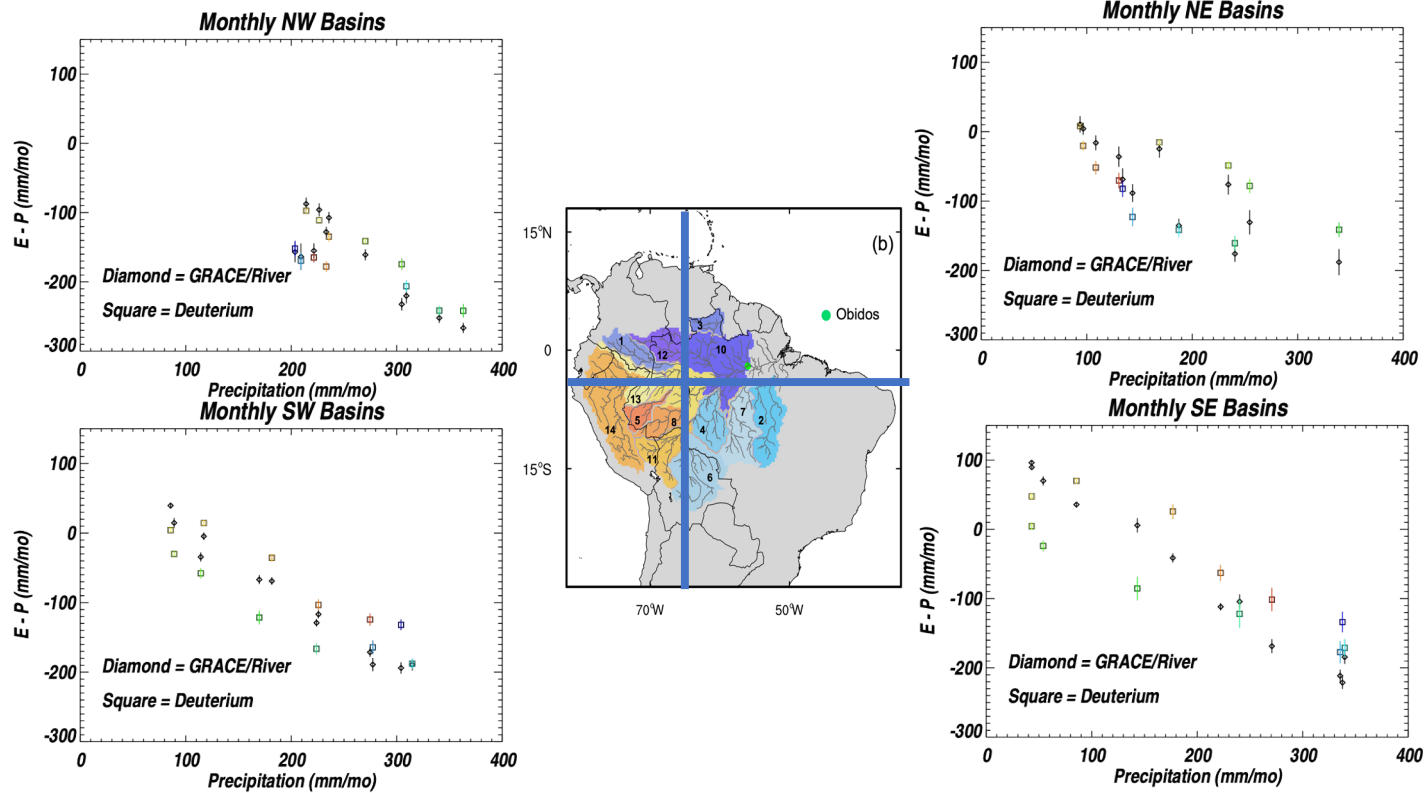 Monthly NW Basins
100
0
-100
-200
-300
E - P (mm/mo)
Diamond = GRACE/River
Square = Deuterium
0 100 200 300 400
Precipitation (mm/mo)
Monthly NE Basins
100
0
-100
-200
-300
E - P (mm/mo)
Diamond = GRACE/River
Square = Deuterium
0 100 200 300 400
Precipitation (mm/mo)
15°N
0
15°S
70°W 50°W
(b)
Obidos
3
1
12
10
13
5
8
14
11
4
7
2
6
Monthly SW Basins
100
0
-100
-200
-300
E - P (mm/mo)
Diamond = GRACE/River
Square = Deuterium
0 100 200 300 400
Precipitation (mm/mo)
Monthly SE Basins
100
0
-100
-200
-300
E - P (mm/mo)
Diamond = GRACE/River
Square = Deuterium
0 100 200 300 400
Precipitation (mm/mo)